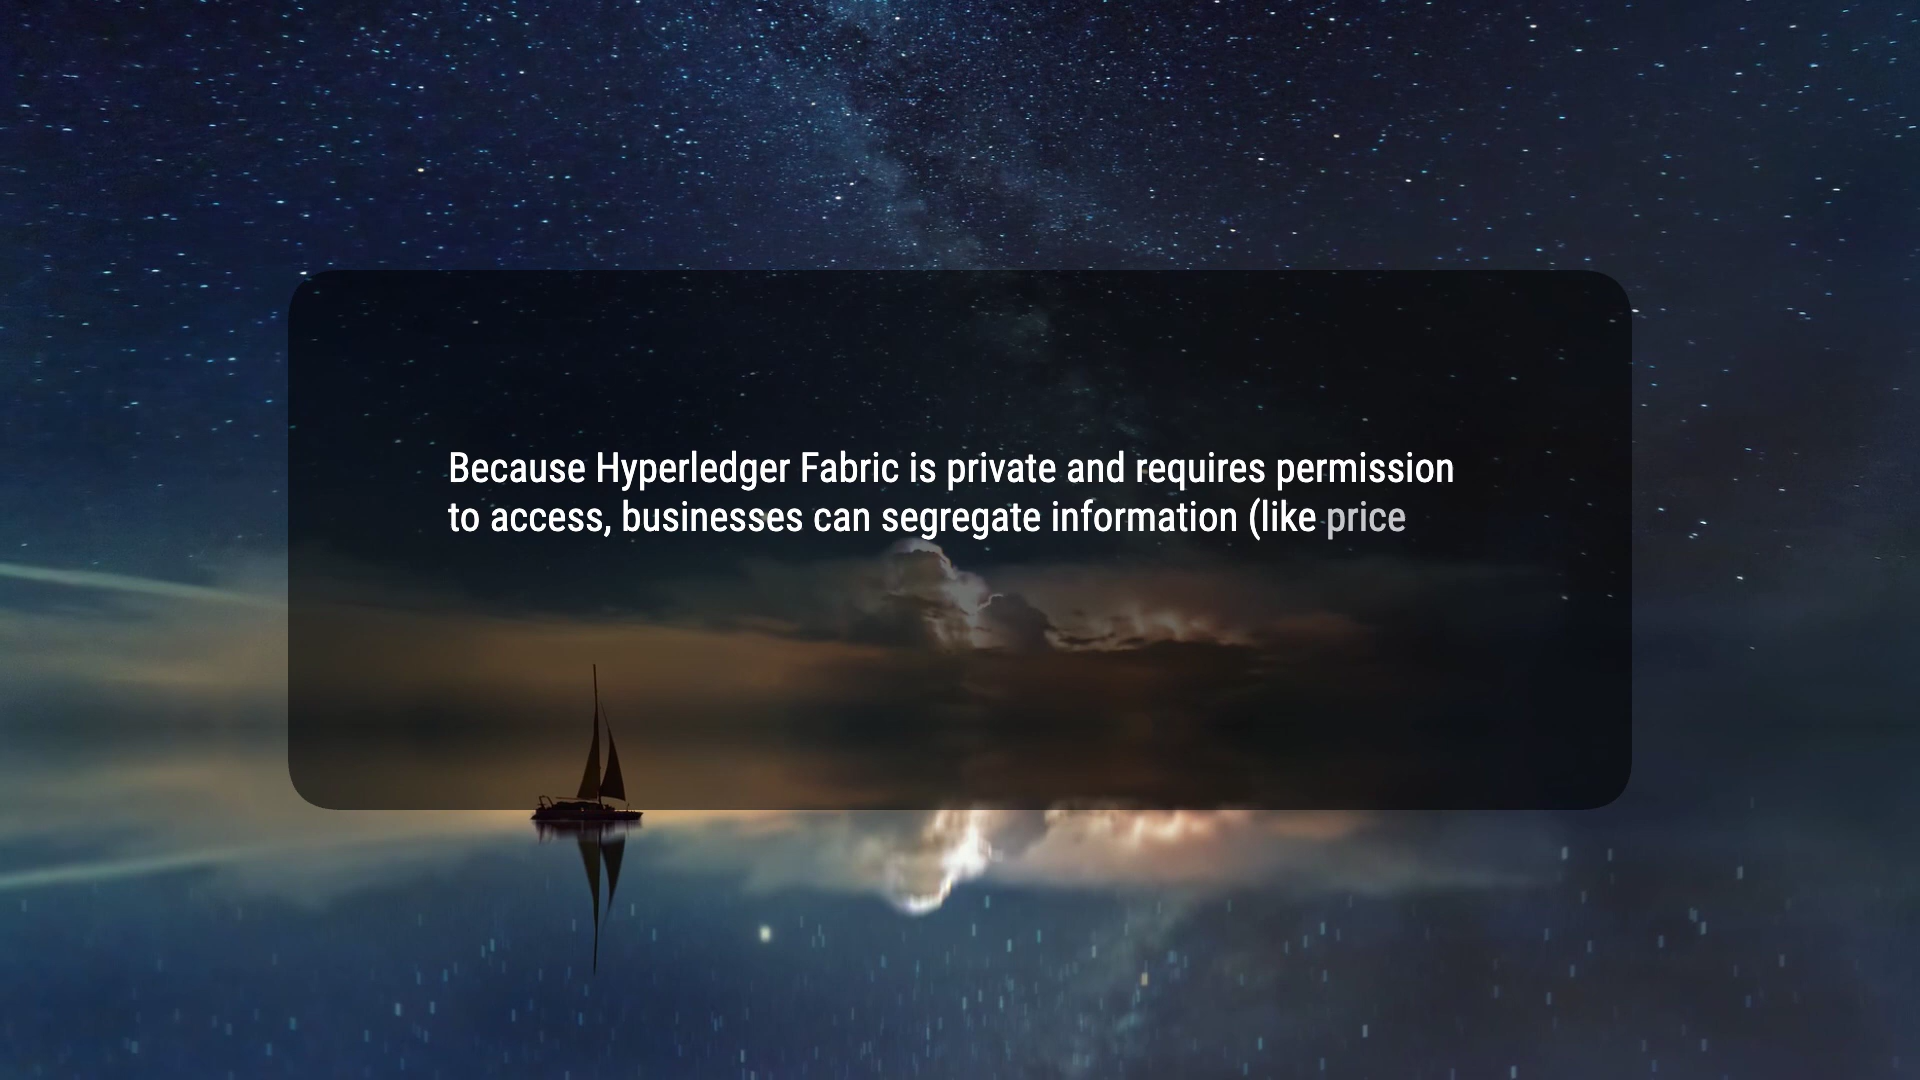 Because Hyperledger Fabric is private and requires permission
to access, businesses can segregate information (like price